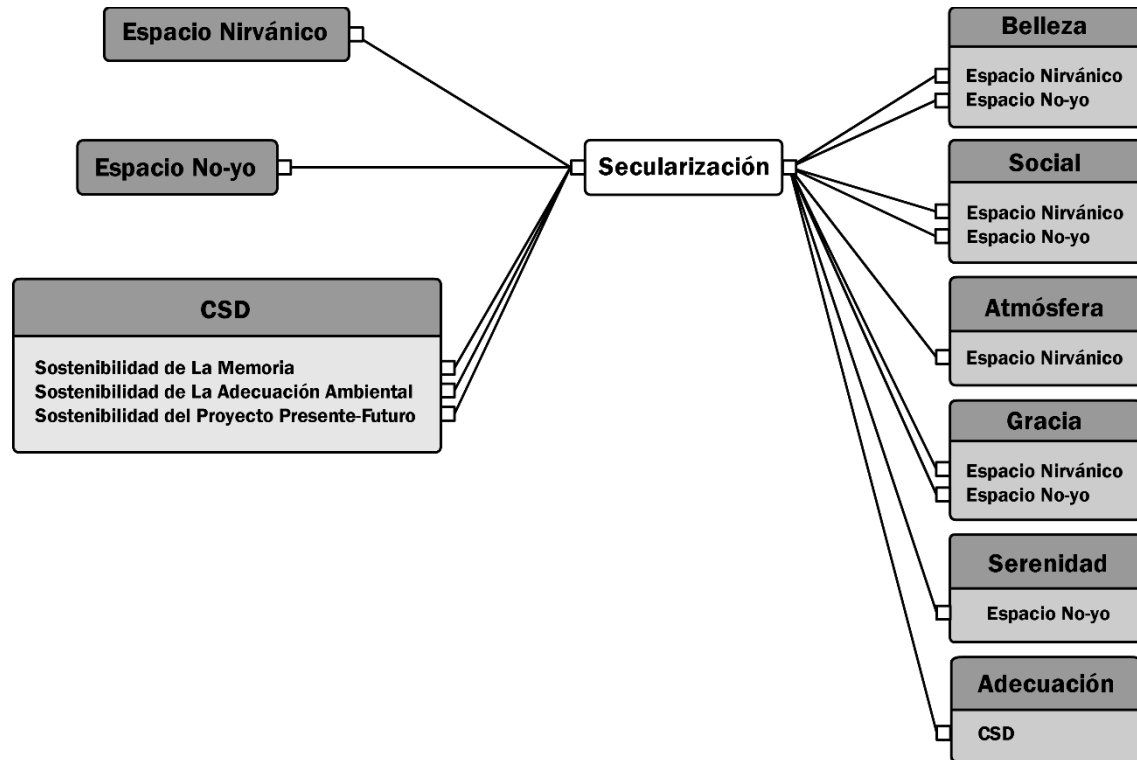 Espacio Nirvánico
Espacio No-yo
CSD
Sostenibilidad de La Memoria
Sostenibilidad de La Adecuación Ambiental
Sostenibilidad del Proyecto Presente-Futuro
Secularización
Belleza
Espacio Nirvánico
Espacio No-yo
Social
Espacio Nirvánico
Espacio No-yo
Atmósfera
Espacio Nirvánico
Gracia
Espacio Nirvánico
Espacio No-yo
Serenidad
Espacio No-yo
Adecuación
CSD